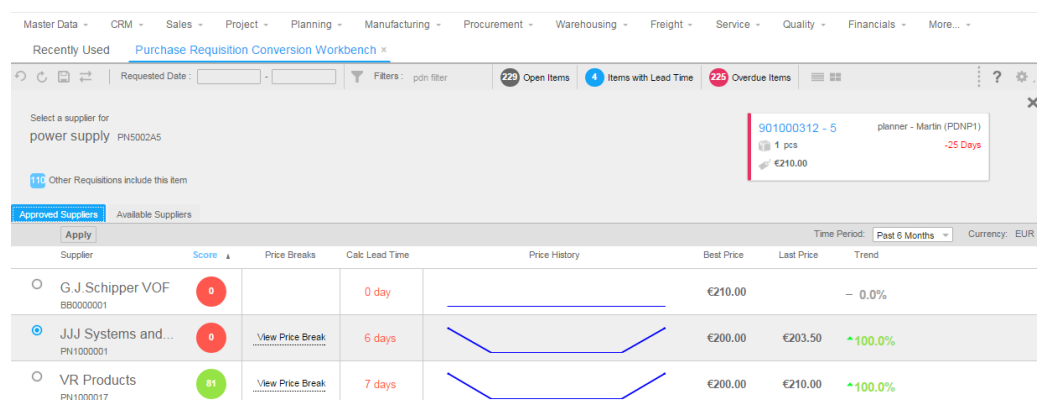 Master Data CRM Sales Project Planning Manufacturing Procurement Warehousing Freight Service Quality Financials More...
Recently Used Purchase Requisition Conversion Workbench ×
Requested Date : - Filters : pdn filter 229 Open Items 4 Items with Lead Time 225 Overdue Items ?
Select a supplier for
power supply PN5002A5
901000312 - 5 planner - Martin (PDNP1)
1 pcs -25 Days
€210.00
110 Other Requisitions include this item
Approved Suppliers Available Suppliers
Apply Time Period: Past 6 Months Currency: EUR
Supplier Score Price Breaks Calc Lead Time Price History Best Price Last Price Trend
G.J.Schipper VOF 0 0 day €210.00 – 0.0%
BB0000001
JJJ Systems and... 0 View Price Break 6 days €200.00 €203.50 100.0%
PN1000001
VR Products 81 View Price Break 7 days €200.00 €210.00 100.0%
PN1000017